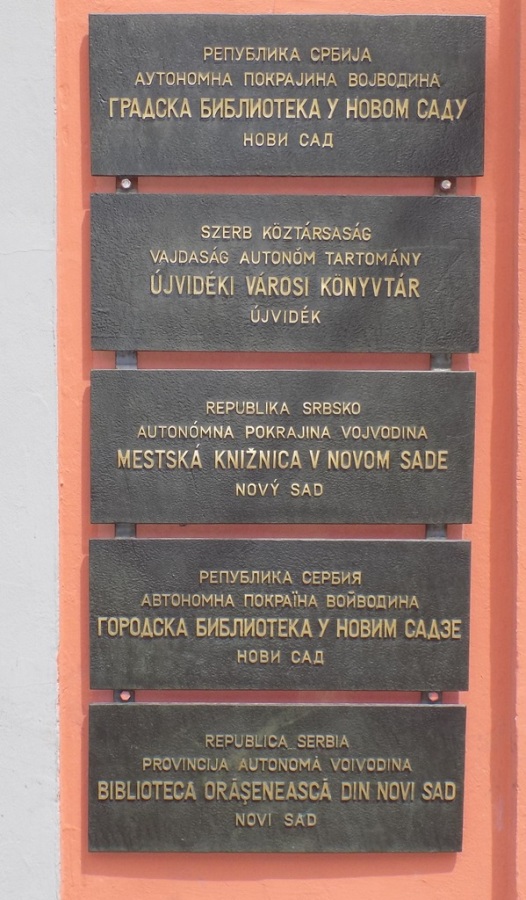 РЕПУБЛИКА СРБИЈА
АУТОНОМНА ПОКРАЈИНА ВОЈВОДИНА
ГРАДСКА БИБЛИОТЕКА У НОВОМ САДУ
НОВИ САД
SZERB KÖZTÁRSASÁG
VAJDASÁG AUTONÓM TARTOMÁNY
ÚJVIDÉKI VÁROSI KÖNYVTÁR
ÚJVIDÉK
REPUBLIKA SRBSKO
AUTONÓMNA POKRAJINA VOJVODINA
MESTSKÁ KNIŽNICA V NOVOM SADE
NOVÝ SAD
РЕПУБЛИКА СЕРБИЯ
АВТОНОМНА ПОКРАЇНА ВОЙВОДИНА
ГОРОДСКА БИБЛИОТЕКА У НОВИМ САДЗЕ
НОВИ САД
REPUBLICA SERBIA
PROVINCIJA AUTONOMĂ VOIVODINA
BIBLIOTECA ORĂȘENEASCĂ DIN NOVI SAD
NOVI SAD